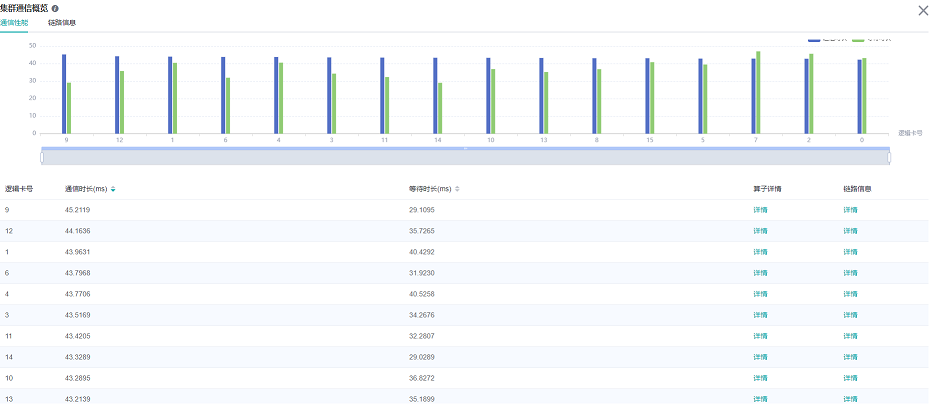 集群通信概览
通信性能 链路信息
50
40
30
20
10
0
9 12 1 6 4 3 11 14 10 13 8 15 5 7 2 0
逻辑卡号
逻辑卡号 通信时长(ms) 等待时长(ms) 算子详情 链路信息
9 45.2119 29.1095 详情 详情
12 44.1636 35.7265 详情 详情
1 43.9631 40.4292 详情 详情
6 43.7968 31.9230 详情 详情
4 43.7706 40.5258 详情 详情
3 43.5169 34.2676 详情 详情
11 43.4205 32.2807 详情 详情
14 43.3289 29.0289 详情 详情
10 43.2895 36.8272 详情 详情
13 43.2139 35.1899 详情 详情